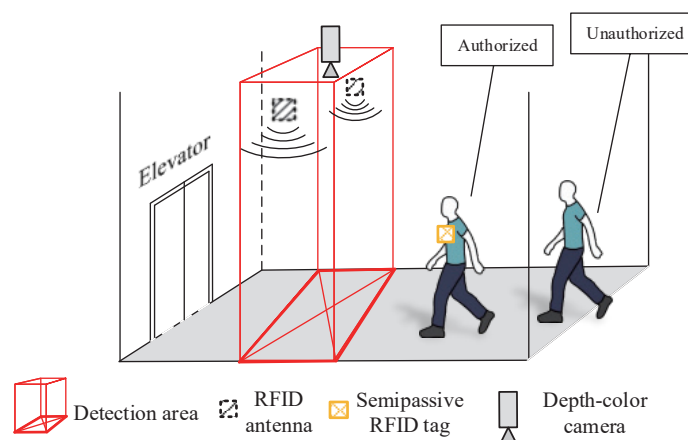 Authorized
Unauthorized
Elevator
Detection area
RFID
antenna
Semipassive
RFID tag
Depth-color
camera